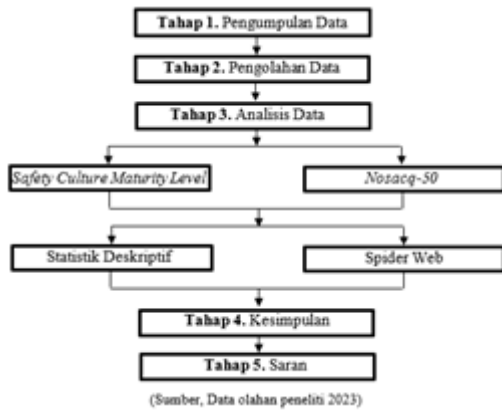 Tahap 1. Pengumpulan Data
Tahap 2. Pengolahan Data
Tahap 3. Analisis Data
Safety Culture Maturity Level
Nosacq-50
Statistik Deskriptif
Spider Web
Tahap 4. Kesimpulan
Tahap 5. Saran
(Sumber, Data olahan peneliti 2023)